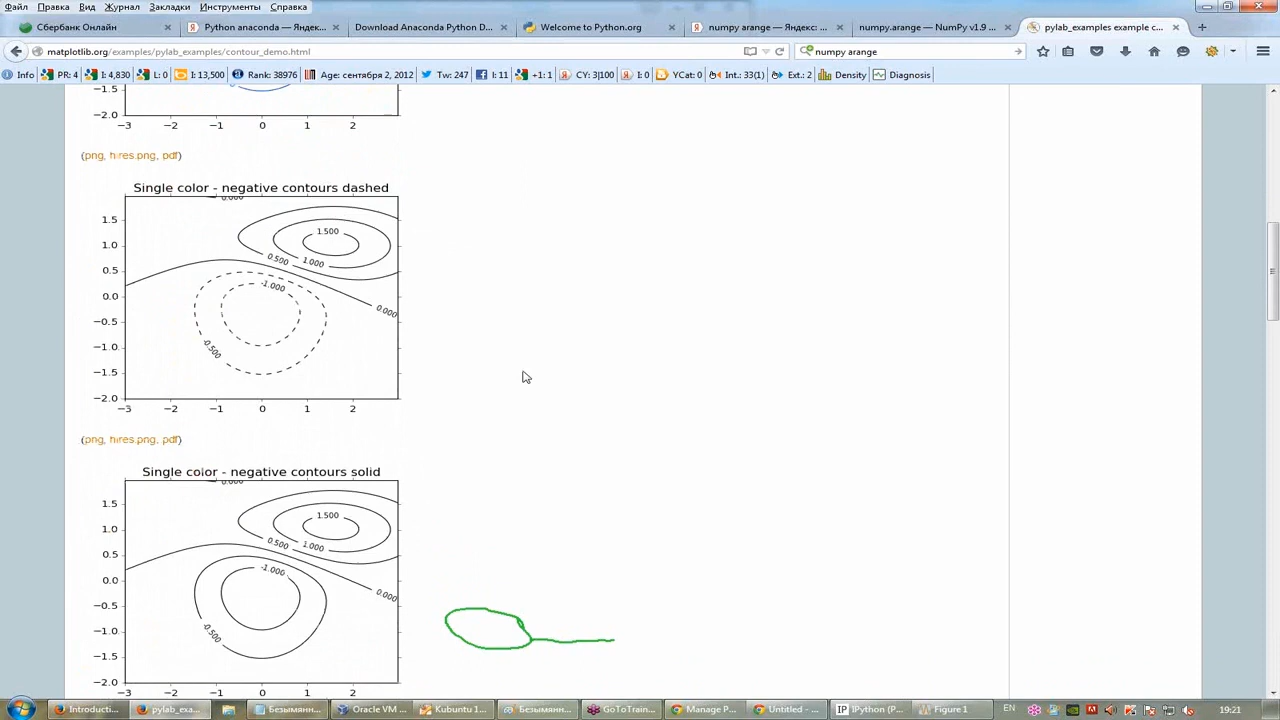 Файл Правка Вид Журнал Закладки Инструменты Справка
Сбербанк Онлайн
Python anaconda — Яндек...
Download Anaconda Python D...
Welcome to Python.org
numpy arange — Яндекс: ...
numpy.arange — NumPy v1.9 ...
pylab_examples example c...
matplotlib.org/examples/pylab_examples/contour_demo.html
numpy arange
Info PR: 4 I: 4,830 L: 0 I: 13,500 Rank: 38976 Age: сентября 2, 2012 Tw: 247 I: 11 +1: 1 CY: 3|100 I: 0 YCat: 0 Int.: 33(1) Ext.: 2 Density Diagnosis
−1.5
−2.0
−3 −2 −1 0 1 2
(png, hires.png, pdf)
Single color - negative contours dashed
0.000
1.5
1.500
1.0
0.500 1.000
0.5
-1.000
0.0
0.000
−0.5
-0.500
−1.0
−1.5
−2.0
−3 −2 −1 0 1 2
(png, hires.png, pdf)
Single color - negative contours solid
0.000
1.5
1.500
1.0
0.500 1.000
0.5
-1.000
0.0
0.000
−0.5
-0.500
−1.0
−1.5
−2.0
−3 −2 −1 0 1 2
Introducti... pylab_exa... Безымянн... Oracle VM ... Kubuntu 1... Безымянн... GoToTrain... Manage P... Untitled - ... IPython (P... Figure 1 EN 19:21